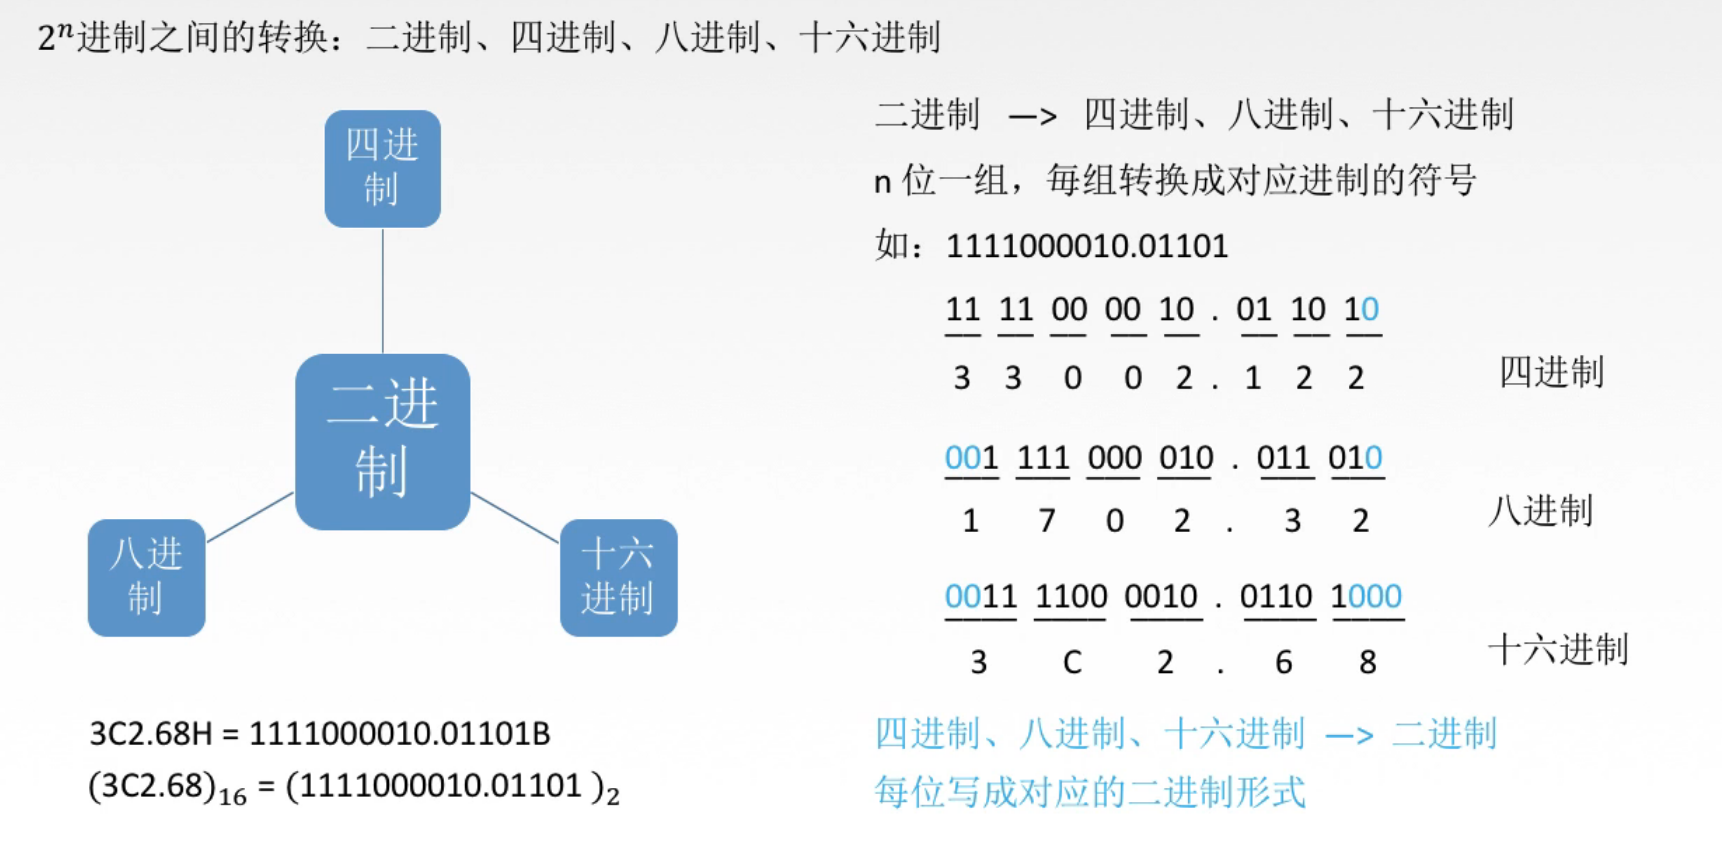 2ⁿ进制之间的转换：二进制、四进制、八进制、十六进制
四进
制
二进
制
八进
制
十六
进制
3C2.68H = 1111000010.01101B
(3C2.68)₁₆ = (1111000010.01101 )₂
二进制 —> 四进制、八进制、十六进制
n 位一组，每组转换成对应进制的符号
如：1111000010.01101
11 11 00 00 10 . 01 10 10
3 3 0 0 2 . 1 2 2 四进制
001 111 000 010 . 011 010
1 7 0 2 . 3 2 八进制
0011 1100 0010 . 0110 1000
3 C 2 . 6 8 十六进制
四进制、八进制、十六进制 —> 二进制
每位写成对应的二进制形式